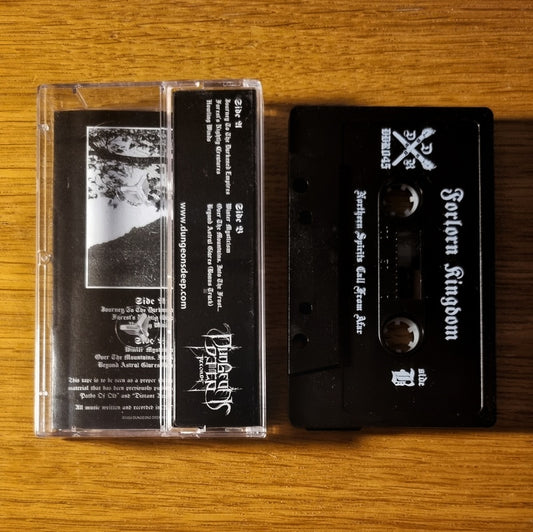 Side A
Journey To The Darkened Empires
Forest's Nightly Creatures
Howling Winds
Side B
Winter Mysticism
Over The Mountains, Into The Frost..
Beyond Astral Glares (Bonus Track)
www.dungeonsdeep.com
Dungeons
Deep
Records
Side
Journey To The Darkened
Forest's Nightly
Side
Winter Myst
Over The Mountains, Into
Beyond Astral Glares
This tape is to be seen as a proper
material that has been previously
Paths Of Old" and "Distant
All music written and recorded
D D
D R
DDR045
Forlorn Kingdom
Northern Spirits Call From Afar
side
B